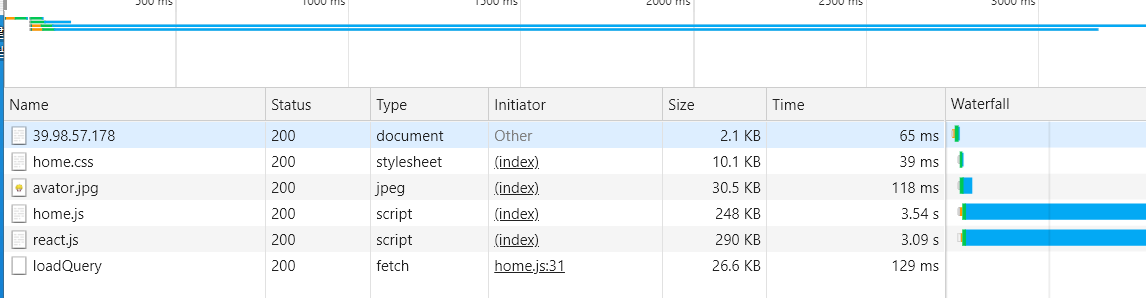 500 ms 1000 ms 1500 ms 2000 ms 2500 ms 3000 ms
Name Status Type Initiator Size Time Waterfall
39.98.57.178 200 document Other 2.1 KB 65 ms
home.css 200 stylesheet (index) 10.1 KB 39 ms
avator.jpg 200 jpeg (index) 30.5 KB 118 ms
home.js 200 script (index) 248 KB 3.54 s
react.js 200 script (index) 290 KB 3.09 s
loadQuery 200 fetch home.js:31 26.6 KB 129 ms